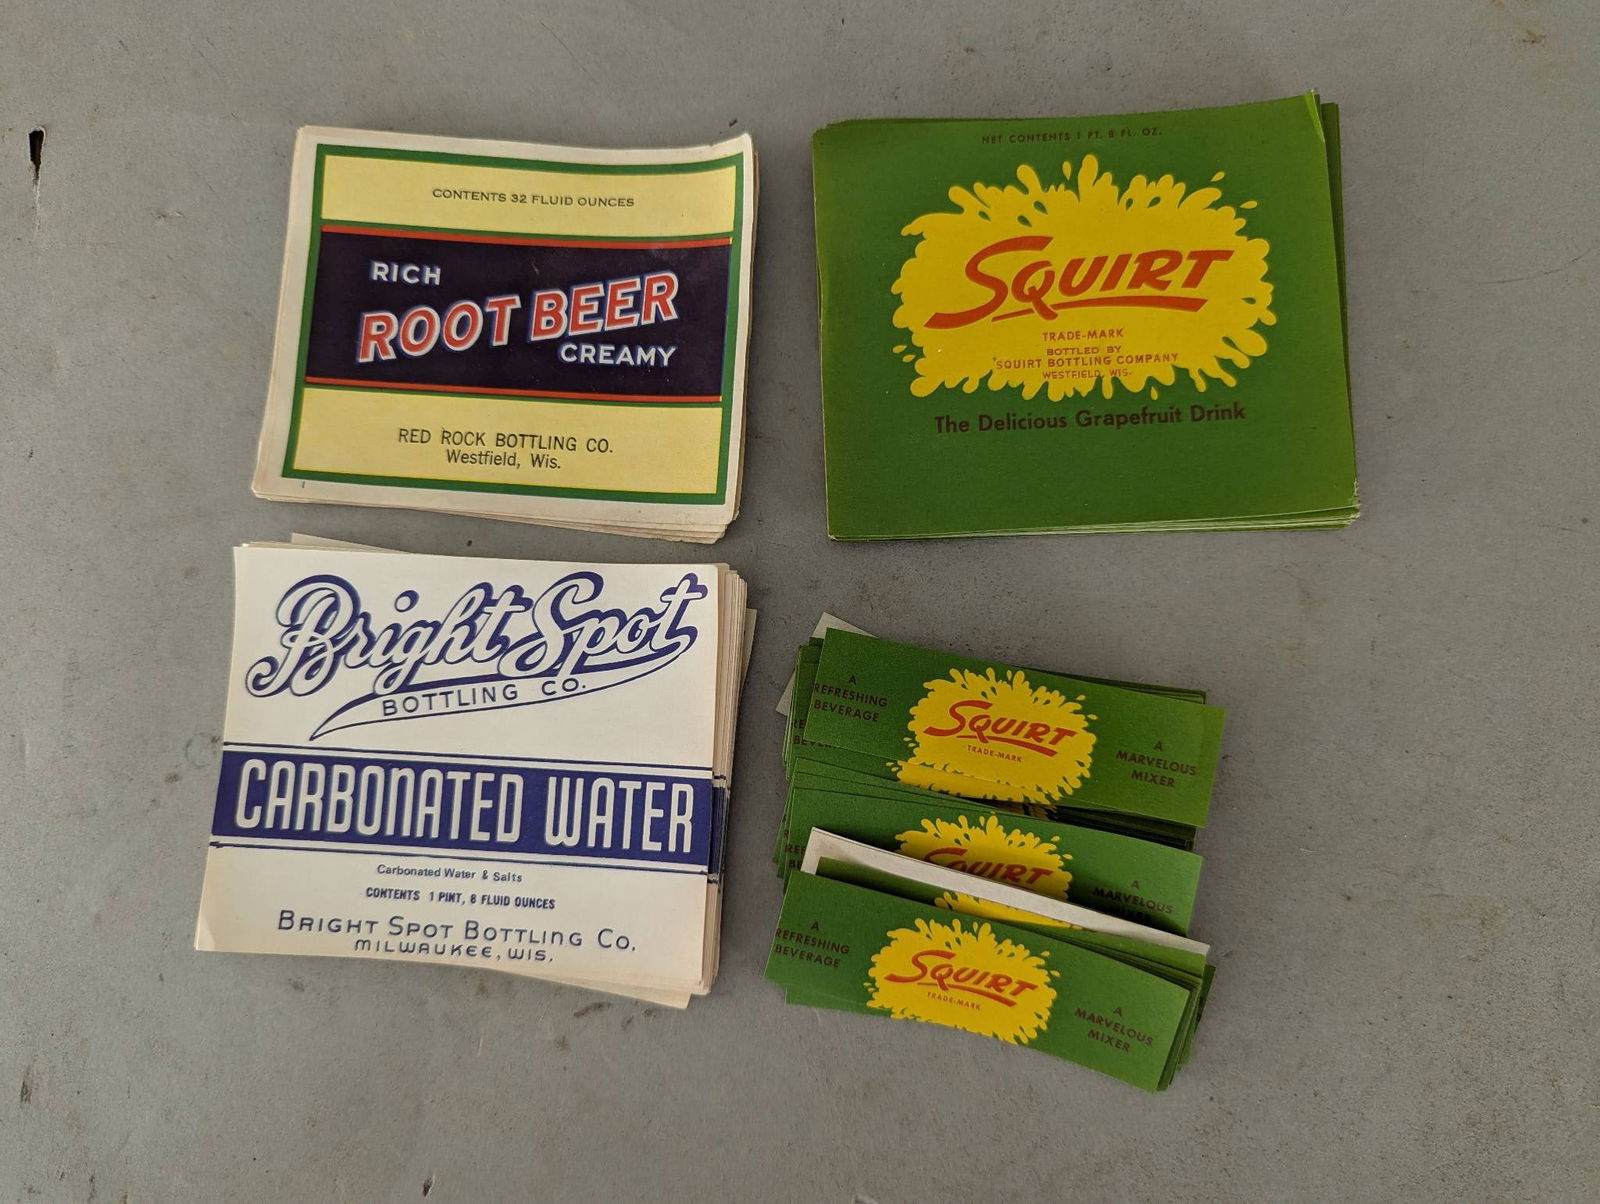 CONTENTS 32 FLUID OUNCES
RICH
ROOT BEER
CREAMY
RED ROCK BOTTLING CO.
Westfield, Wis.
NET CONTENTS 1 PT. 8 FL. OZ.
SQUIRT
TRADE-MARK
BOTTLED BY
SQUIRT BOTTLING COMPANY
WESTFIELD, WIS.
The Delicious Grapefruit Drink
Bright Spot
BOTTLING CO.
CARBONATED WATER
Carbonated Water & Salts
CONTENTS 1 PINT, 8 FLUID OUNCES
BRIGHT SPOT BOTTLING CO.
MILWAUKEE, WIS.
A
REFRESHING
BEVERAGE
SQUIRT
TRADE-MARK
A
MARVELOUS
MIXER
SQUIRT
A
MARVELOUS
MIXER
A
REFRESHING
BEVERAGE
SQUIRT
TRADE-MARK
A
MARVELOUS
MIXER